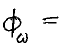 ϕ_ω =